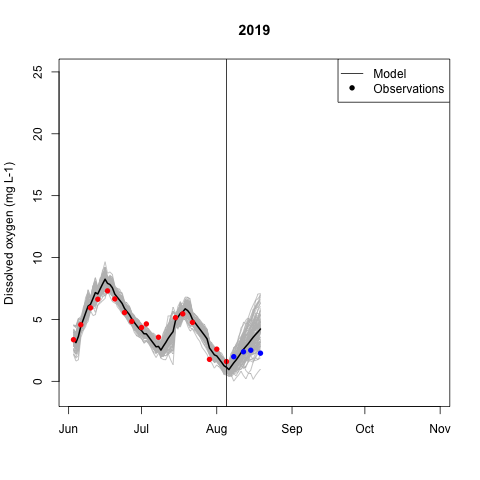 2019
Model
Observations
Dissolved oxygen (mg L-1)
25
20
15
10
5
0
Jun Jul Aug Sep Oct Nov